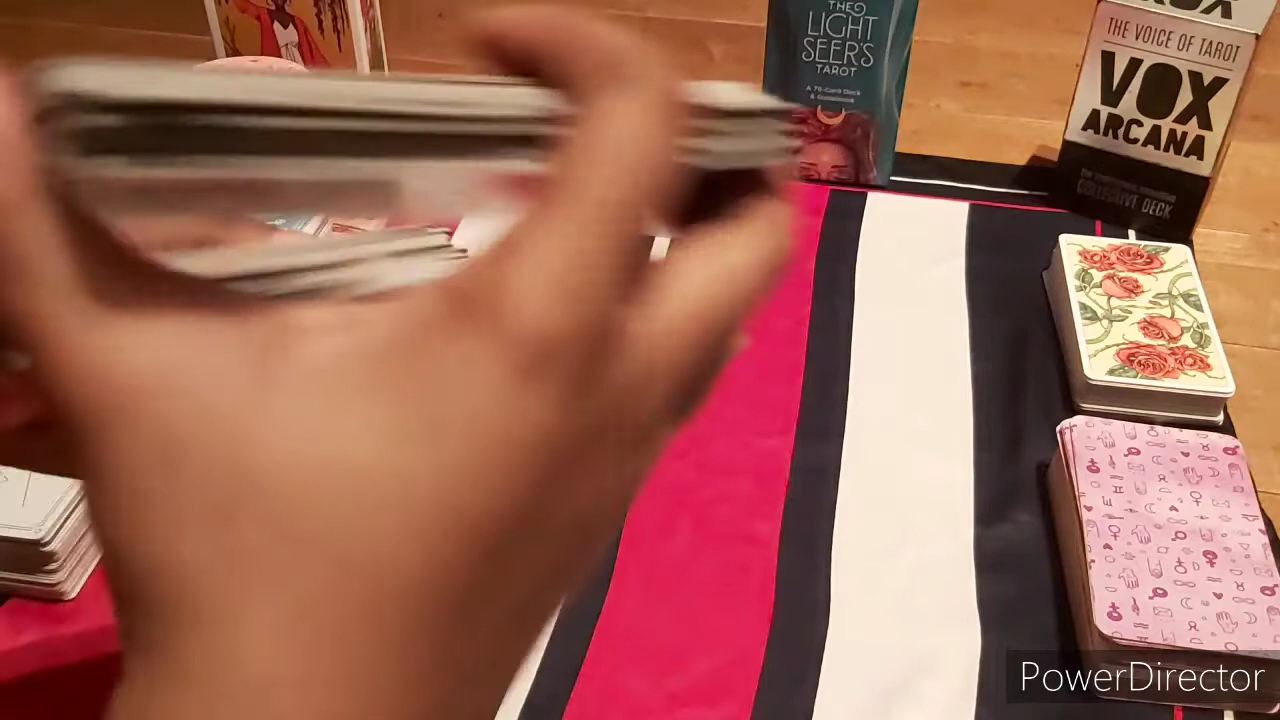 THE
LIGHT
SEER'S
TAROT
A 78-Card Deck
& Guidebook
THE VOICE OF TAROT
VOX
ARCANA
COLLECTIVE DECK
PowerDirector